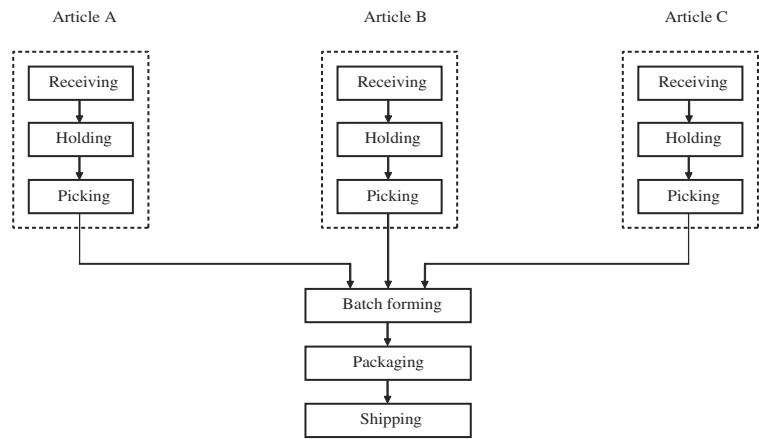 Article A
Article B
Article C
Receiving
Receiving
Receiving
Holding
Holding
Holding
Picking
Picking
Picking
Batch forming
Packaging
Shipping